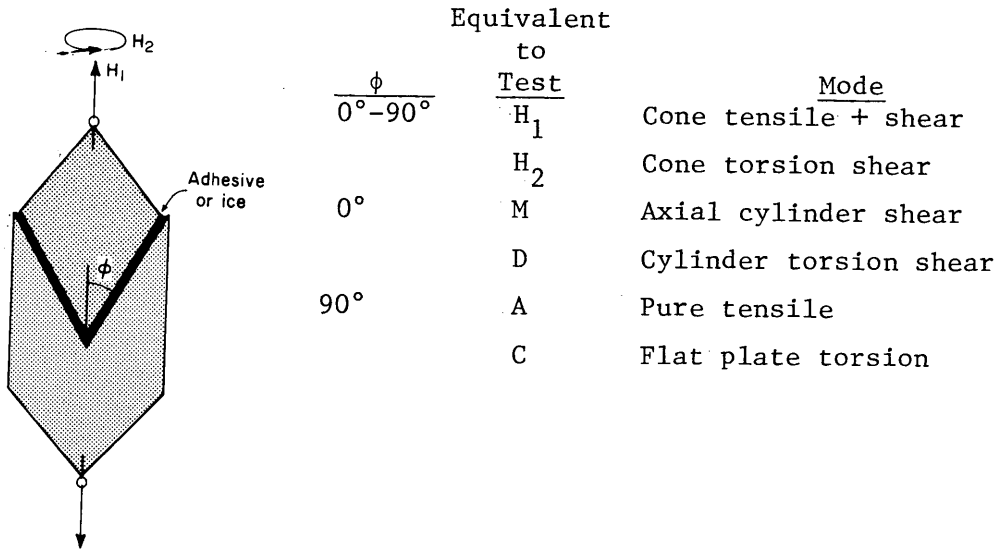 H2
H1
Adhesive
or ice
ϕ
Equivalent
to
ϕ Test Mode
0°-90° H1 Cone tensile + shear
H2 Cone torsion shear
0° M Axial cylinder shear
D Cylinder torsion shear
90° A Pure tensile
C Flat plate torsion